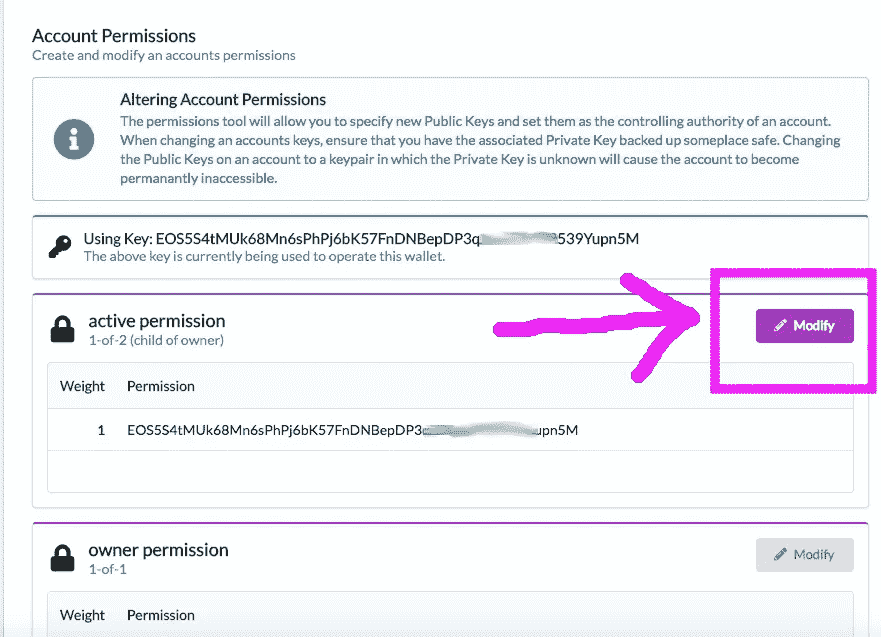 Account Permissions
Create and modify an accounts permissions
Altering Account Permissions
The permissions tool will allow you to specify new Public Keys and set them as the controlling authority of an account.
When changing an accounts keys, ensure that you have the associated Private Key backed up someplace safe. Changing
the Public Keys on an account to a keypair in which the Private Key is unknown will cause the account to become
permanantly inaccessible.
Using Key: EOS5S4tMUk68Mn6sPhPj6bK57FnDNBepDP3q 539Yupn5M
The above key is currently being used to operate this wallet.
active permission
Modify
1-of-2 (child of owner)
Weight Permission
1 EOS5S4tMUk68Mn6sPhPj6bK57FnDNBepDP3 upn5M
owner permission
Modify
1-of-1
Weight Permission